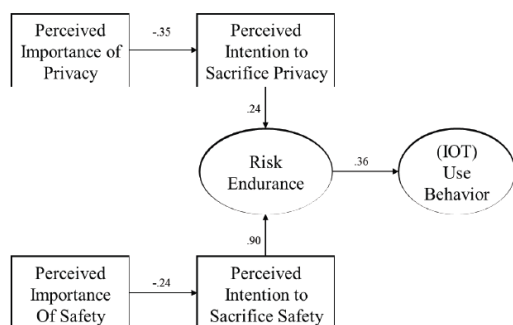 Perceived
Importance of
Privacy
-.35
Perceived
Intention to
Sacrifice Privacy
.24
Risk
Endurance
.36
(IOT)
Use
Behavior
.90
Perceived
Importance
Of Safety
-.24
Perceived
Intention to
Sacrifice Safety